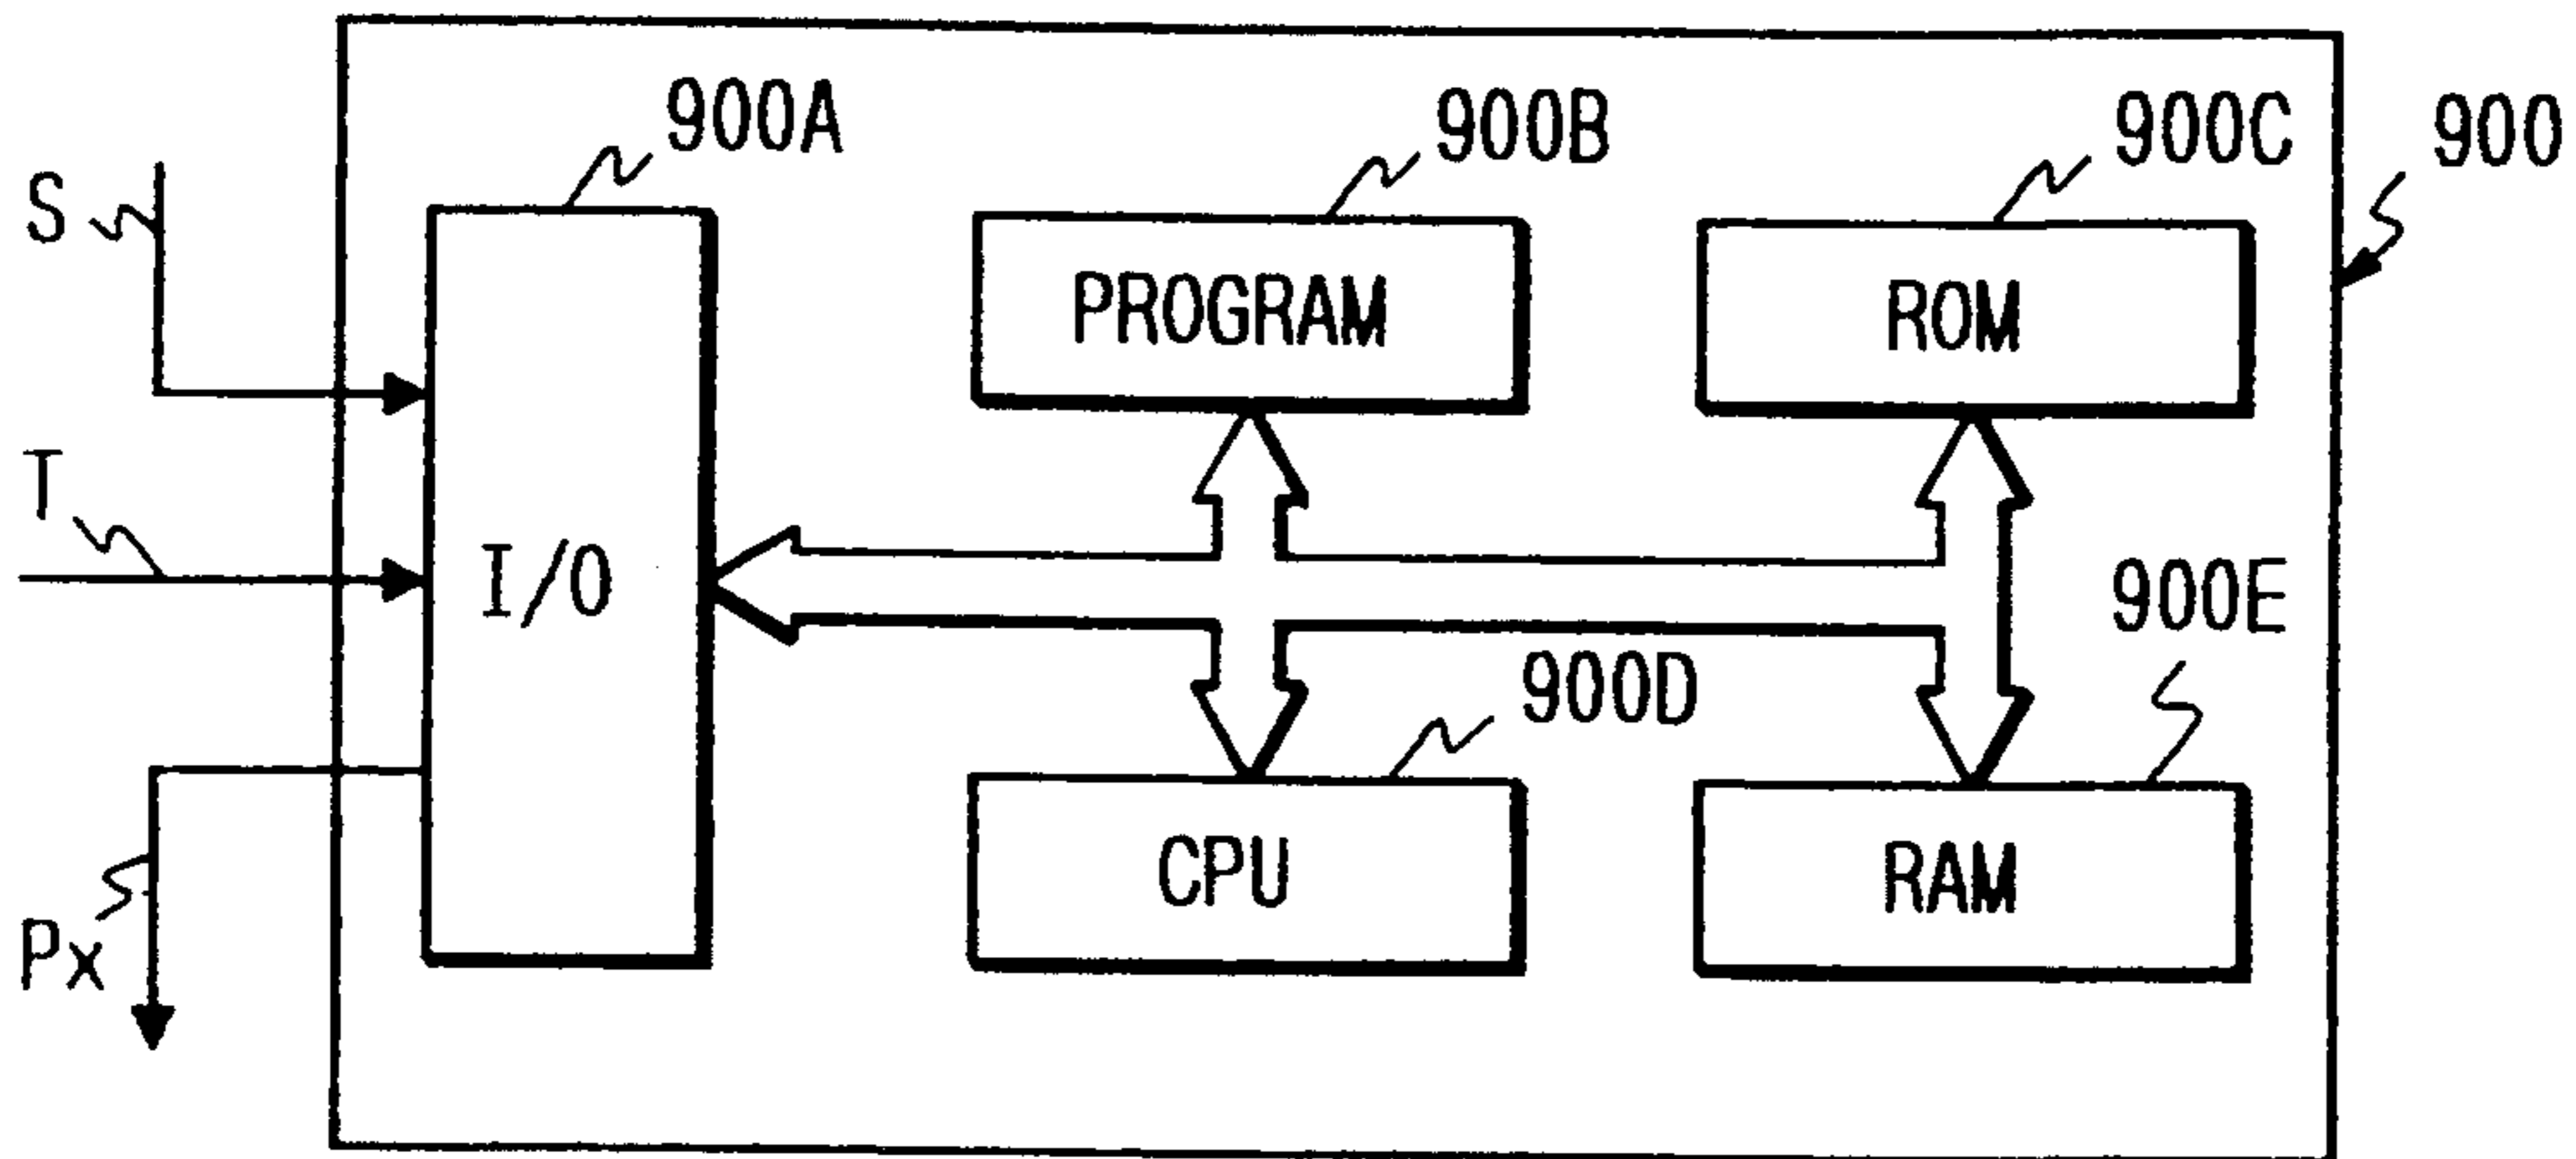 900A
900B
900C
900
S
PROGRAM
ROM
T
I/O
900E
900D
CPU
RAM
Px